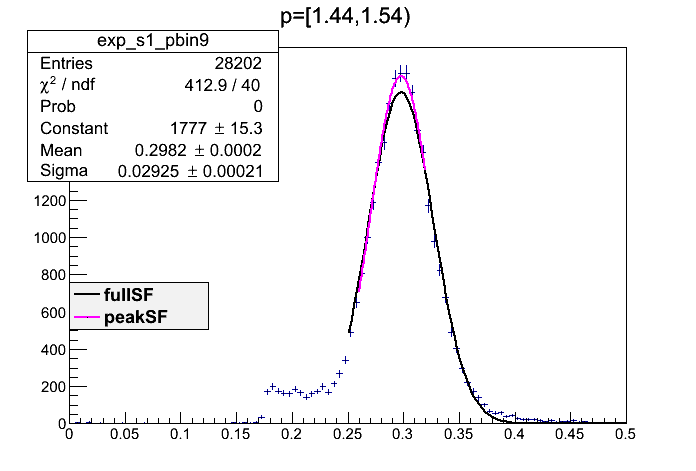 p=[1.44,1.54)
exp_s1_pbin9
Entries 28202
χ² / ndf 412.9 / 40
Prob 0
Constant 1777 ± 15.3
Mean 0.2982 ± 0.0002
Sigma 0.02925 ± 0.00021
1200
1000
800
fullSF
peakSF
600
400
200
0
0 0.05 0.1 0.15 0.2 0.25 0.3 0.35 0.4 0.45 0.5